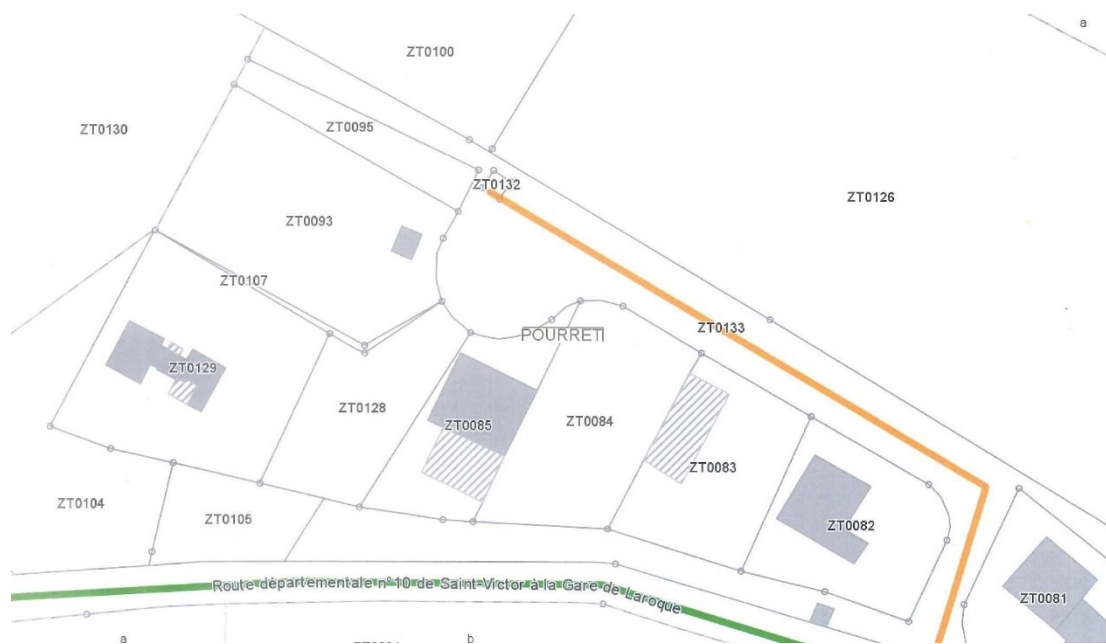 a
ZT0100
ZT0130
ZT0095
ZT0132
ZT0126
ZT0093
ZT0107
ZT0133
POURRETI
ZT0129
ZT0128
ZT0085
ZT0084
ZT0083
ZT0104
ZT0105
ZT0082
Route départementale n°10 de Saint-Victor à la Gare de Laroque
ZT0081
a
b